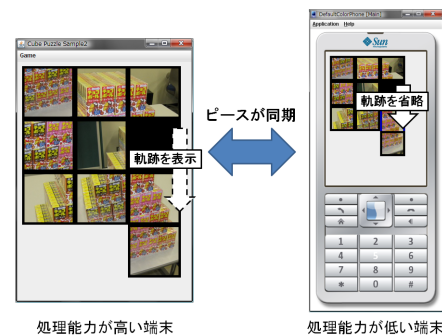 Cube Puzzle Sample2
Game
軌跡を表示
処理能力が高い端末
ピースが同期
DefaultColorPhone [Main]
Application Help
Sun
軌跡を省略
1 2 3
4 5 6
7 8 9
* 0 #
処理能力が低い端末